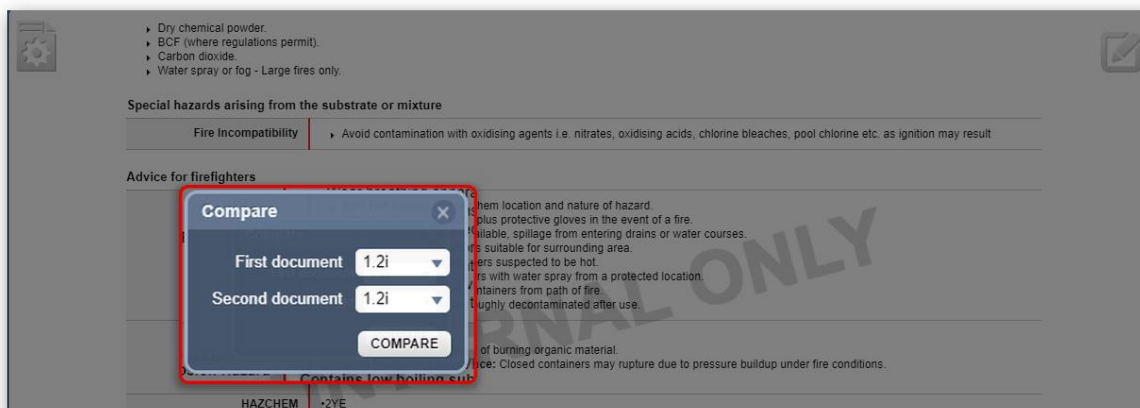 Dry chemical powder.
BCF (where regulations permit).
Carbon dioxide.
Water spray or fog - Large fires only.
Special hazards arising from the substrate or mixture
Fire Incompatibility
Avoid contamination with oxidising agents i.e. nitrates, oxidising acids, chlorine bleaches, pool chlorine etc. as ignition may result
Advice for firefighters
Compare
First document 1.2i
Second document 1.2i
COMPARE
hem location and nature of hazard.
plus protective gloves in the event of a fire.
ailable, spillage from entering drains or water courses.
suitable for surrounding area.
ers suspected to be hot.
with water spray from a protected location.
ntainers from path of fire.
ughly decontaminated after use.
of burning organic material.
Closed containers may rupture due to pressure buildup under fire conditions.
Contains low boiling sub
HAZCHEM •2YE
ONLY